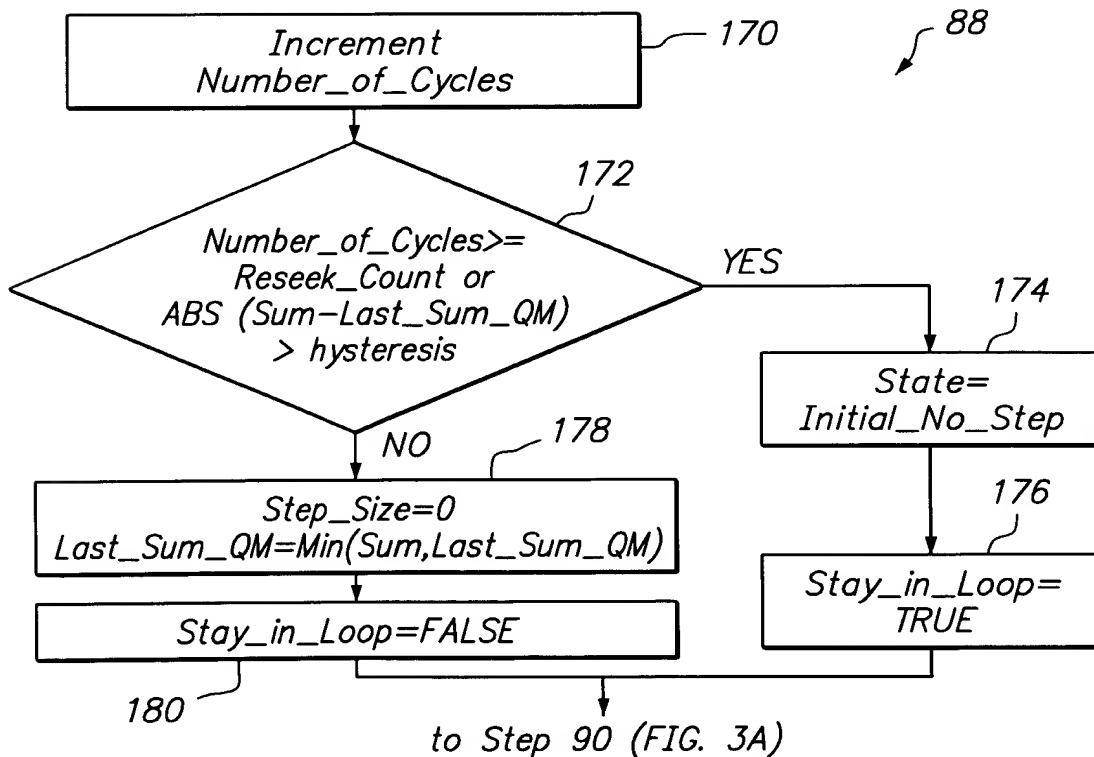 Increment
Number_of_Cycles
170
88
172
Number_of_Cycles>=
Reseek_Count or
ABS (Sum-Last_Sum_QM)
> hysteresis
YES
174
State=
Initial_No_Step
NO
178
176
Step_Size=0
Last_Sum_QM=Min(Sum,Last_Sum_QM)
Stay_in_Loop=
TRUE
Stay_in_Loop=FALSE
180
to Step 90 (FIG. 3A)